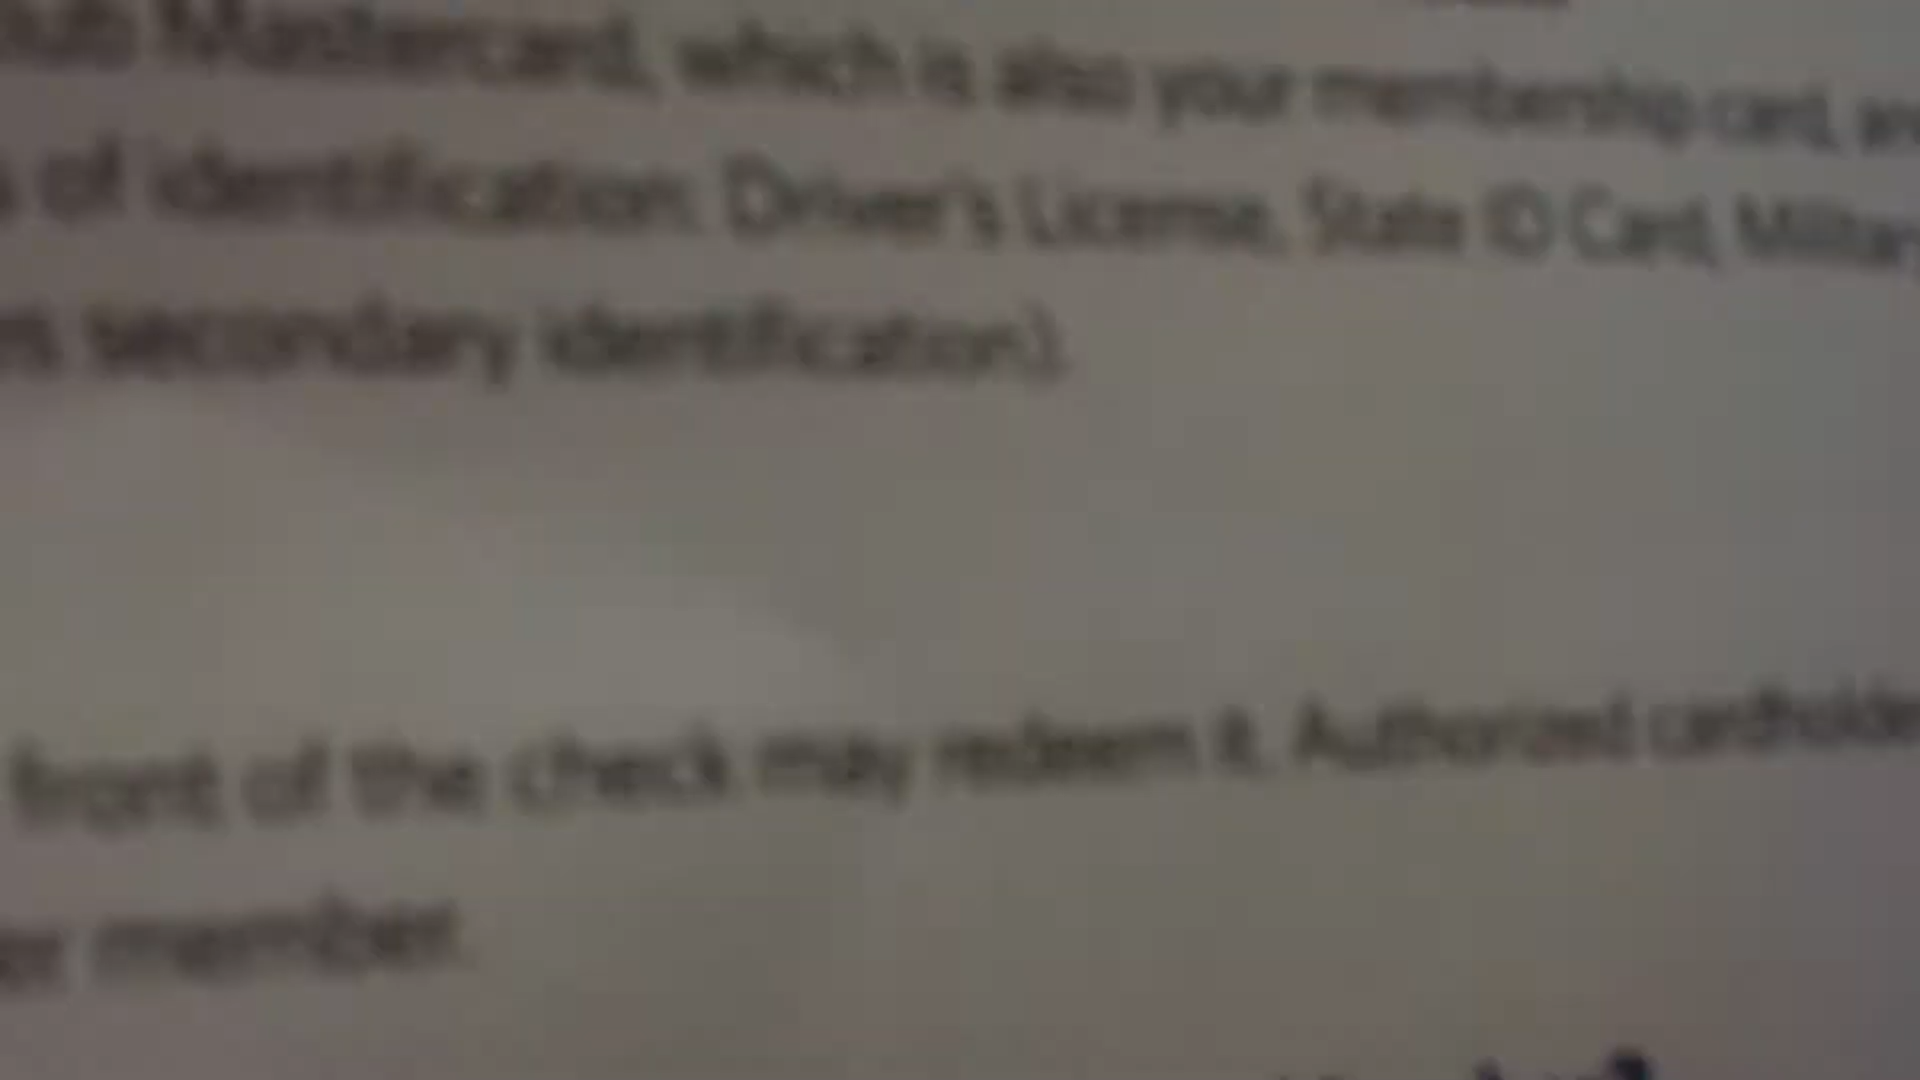 Mastercard, which is also your membership card, and
of identification: Driver's License, State ID Card, Military
secondary identification).
front of the check may redeem it. Authorized cardholder
member.